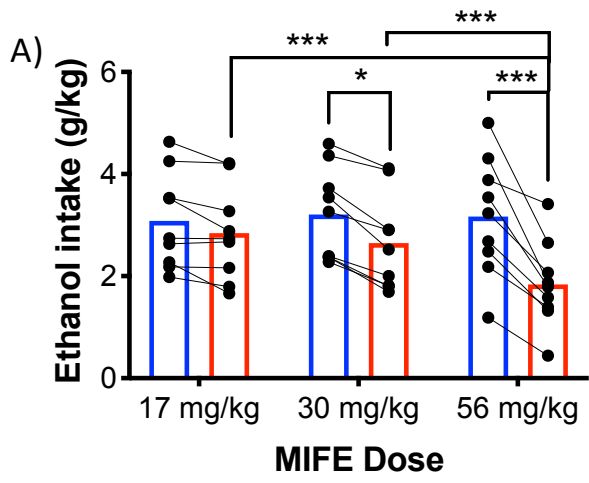 A)
***
***
*
***
Ethanol intake (g/kg)
6
4
2
0
17 mg/kg 30 mg/kg 56 mg/kg
MIFE Dose